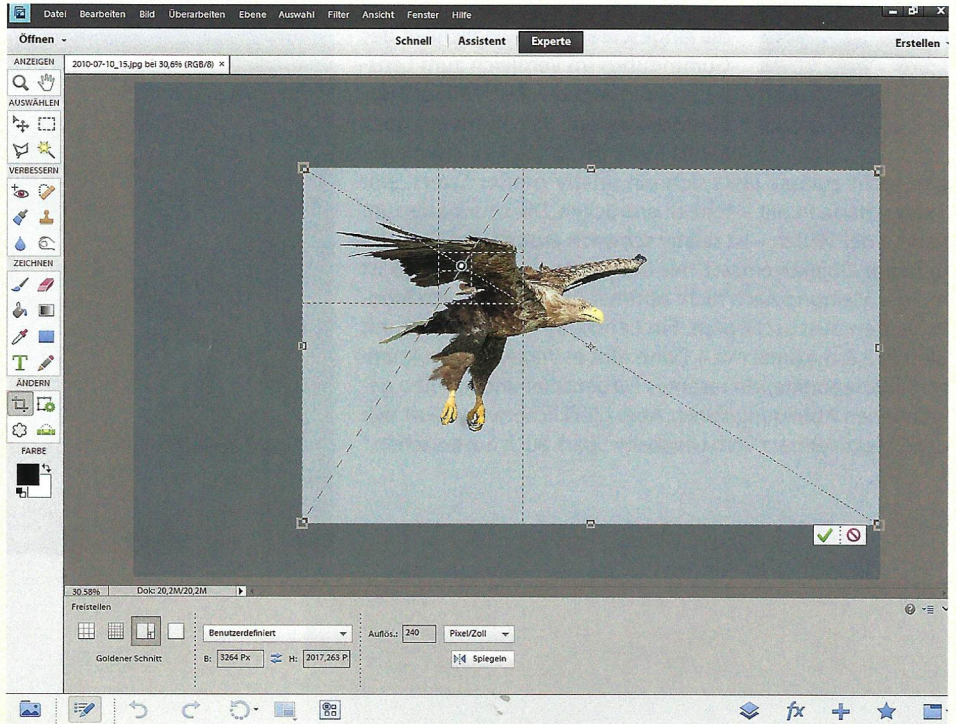 Datei Bearbeiten Bild Überarbeiten Ebene Auswahl Filter Ansicht Fenster Hilfe
Öffnen
Schnell Assistent Experte
Erstellen
ANZEIGEN
2010-07-10_15.jpg bei 30,6% (RGB/8) ×
AUSWÄHLEN
VERBESSERN
ZEICHNEN
T
ÄNDERN
FARBE
30,58% Dok: 20,2M/20,2M
Freistellen
Benutzerdefiniert
Auflös.: 240 Pixel/Zoll
Goldener Schnitt
B: 3264 Px H: 2017,263 P
Spiegeln
fx